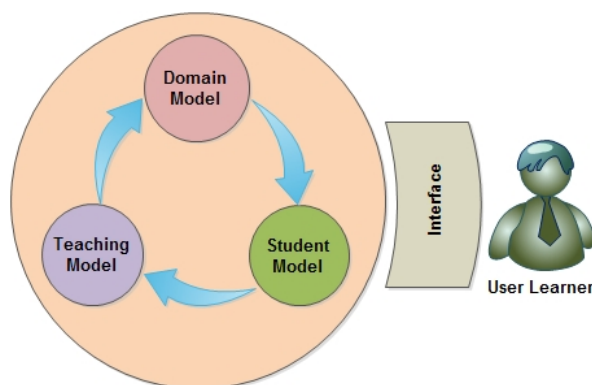 Domain
Model
Teaching
Model
Student
Model
Interface
User Learner